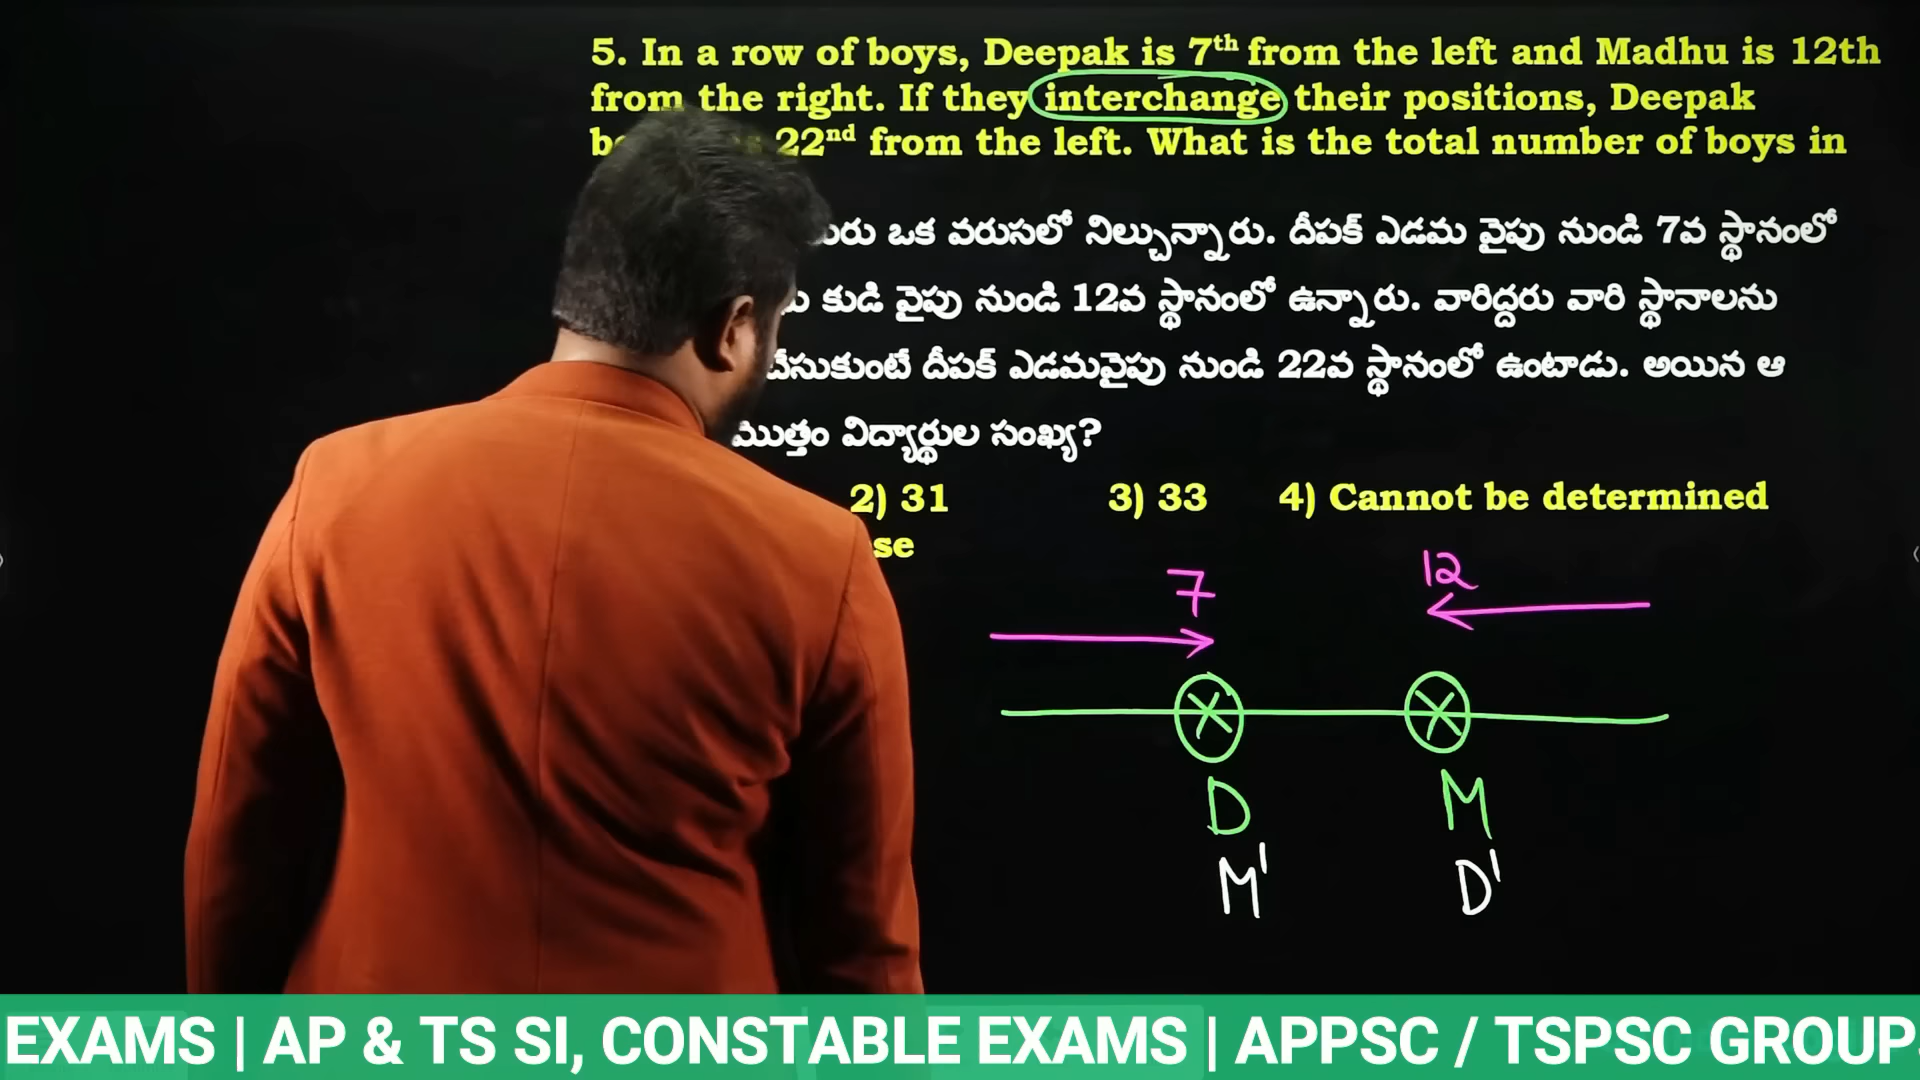 5. In a row of boys, Deepak is 7th from the left and Madhu is 12th
from the right. If they interchange their positions, Deepak
22nd from the left. What is the total number of boys in
ఒక వరుసలో నిల్చున్నారు. దీపక్ ఎడమ వైపు నుండి 7వ స్థానంలో
కుడి వైపు నుండి 12వ స్థానంలో ఉన్నారు. వారిద్దరు వారి స్థానాలను
చేసుకుంటే దీపక్ ఎడమవైపు నుండి 22వ స్థానంలో ఉంటాడు. అయిన ఆ
మొత్తం విద్యార్థుల సంఖ్య?
2) 31 3) 33 4) Cannot be determined
7 12
D M
M' D'
EXAMS | AP & TS SI, CONSTABLE EXAMS | APPSC / TSPSC GROUP